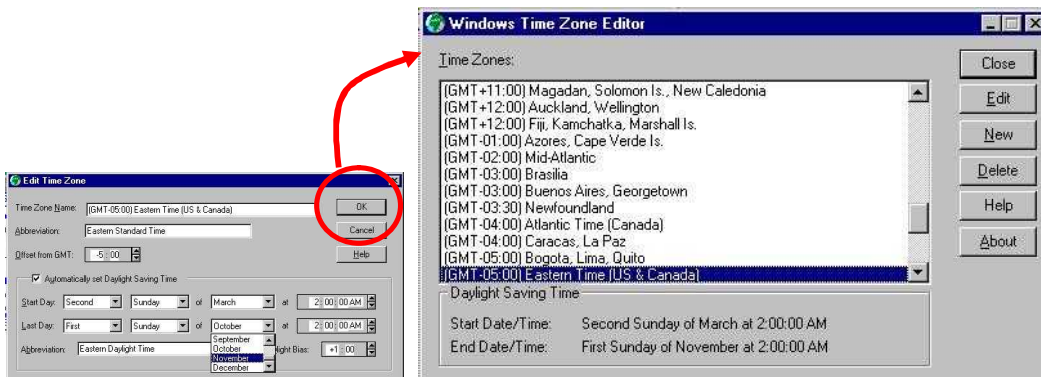 Edit Time Zone
Time Zone Name: (GMT-05:00) Eastern Time (US & Canada)
OK
Abbreviation: Eastern Standard Time
Cancel
Offset from GMT: -5 : 00
Help
Automatically set Daylight Saving Time
Start Day: Second Sunday of March at 2:00:00 AM
Last Day: First Sunday of October at 2:00:00 AM
September
October
November
December
Abbreviation: Eastern Daylight Time Bias: +1 : 00
Windows Time Zone Editor
Time Zones:
(GMT+11:00) Magadan, Solomon Is., New Caledonia
(GMT+12:00) Auckland, Wellington
(GMT+12:00) Fiji, Kamchatka, Marshall Is.
(GMT-01:00) Azores, Cape Verde Is.
(GMT-02:00) Mid-Atlantic
(GMT-03:00) Brasilia
(GMT-03:00) Buenos Aires, Georgetown
(GMT-03:30) Newfoundland
(GMT-04:00) Atlantic Time (Canada)
(GMT-04:00) Caracas, La Paz
(GMT-05:00) Bogota, Lima, Quito
(GMT-05:00) Eastern Time (US & Canada)
Close
Edit
New
Delete
Help
About
Daylight Saving Time
Start Date/Time: Second Sunday of March at 2:00:00 AM
End Date/Time: First Sunday of November at 2:00:00 AM